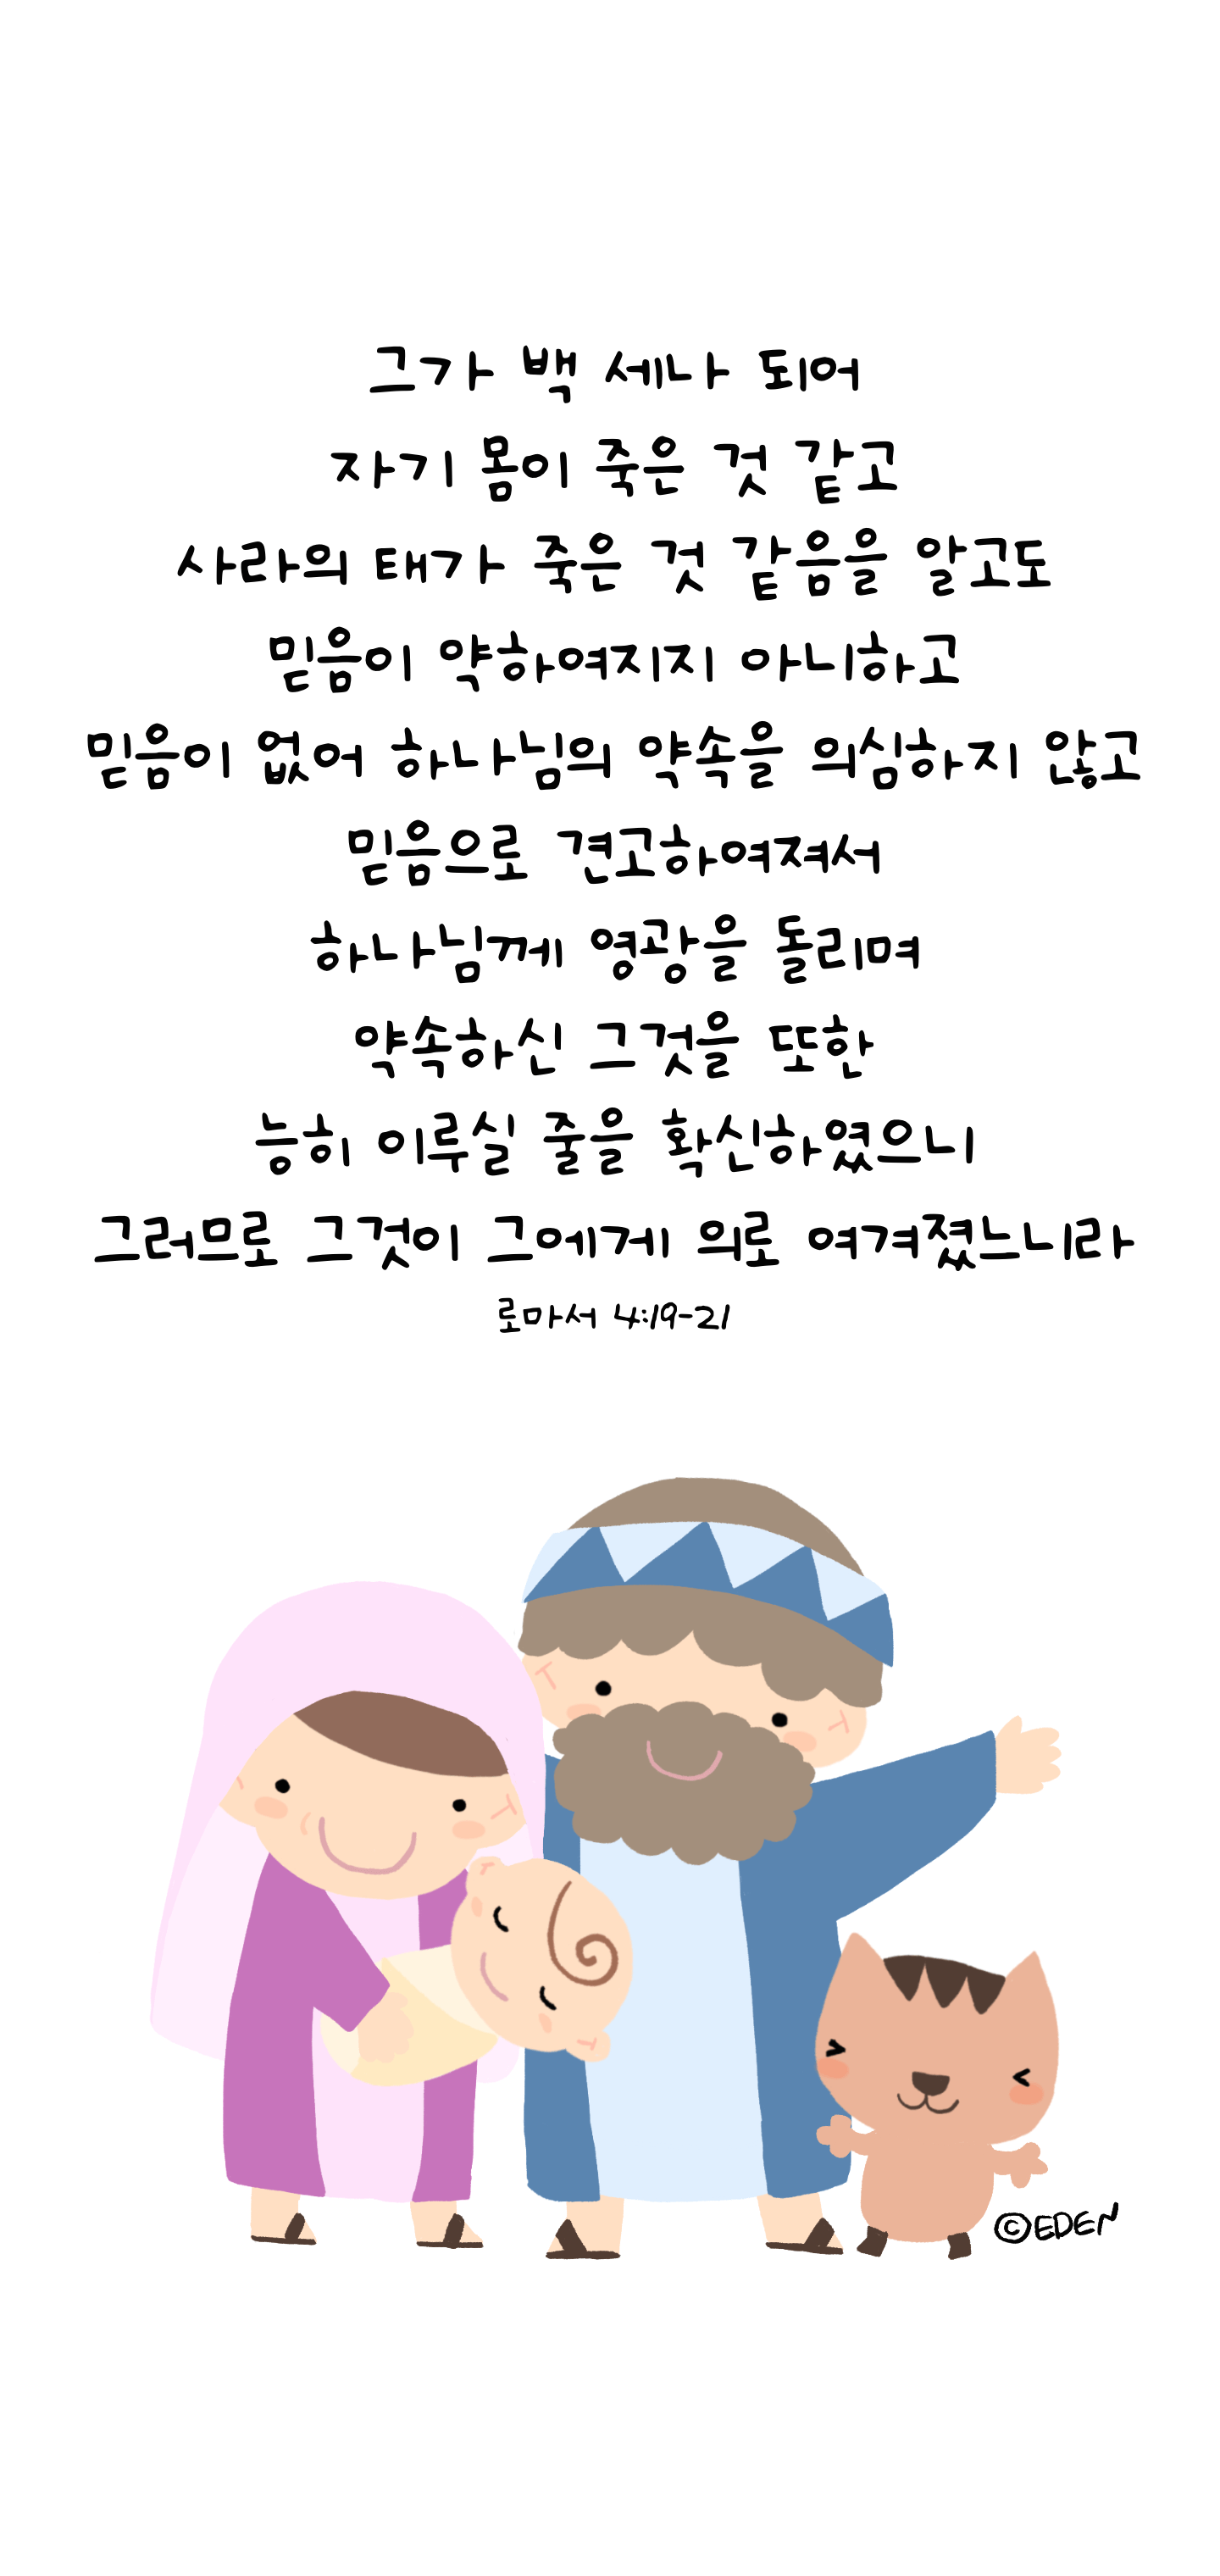 그가 백 세나 되어
자기 몸이 죽은 것 같고
사라의 태가 죽은 것 같음을 알고도
믿음이 약하여지지 아니하고
믿음이 없어 하나님의 약속을 의심하지 않고
믿음으로 견고하여져서
하나님께 영광을 돌리며
약속하신 그것을 또한
능히 이루실 줄을 확신하였으니
그러므로 그것이 그에게 의로 여겨졌느니라
로마서 4:19-21
©EDEN